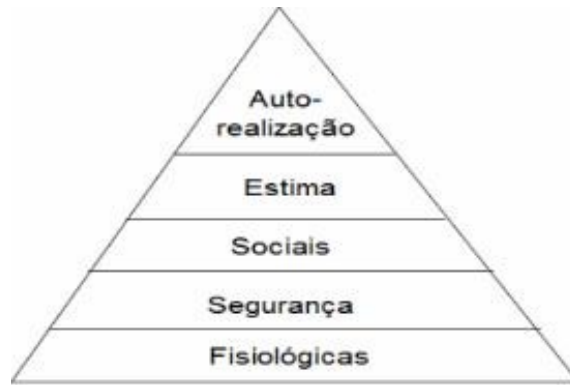 Auto-
realização
Estima
Sociais
Segurança
Fisiológicas